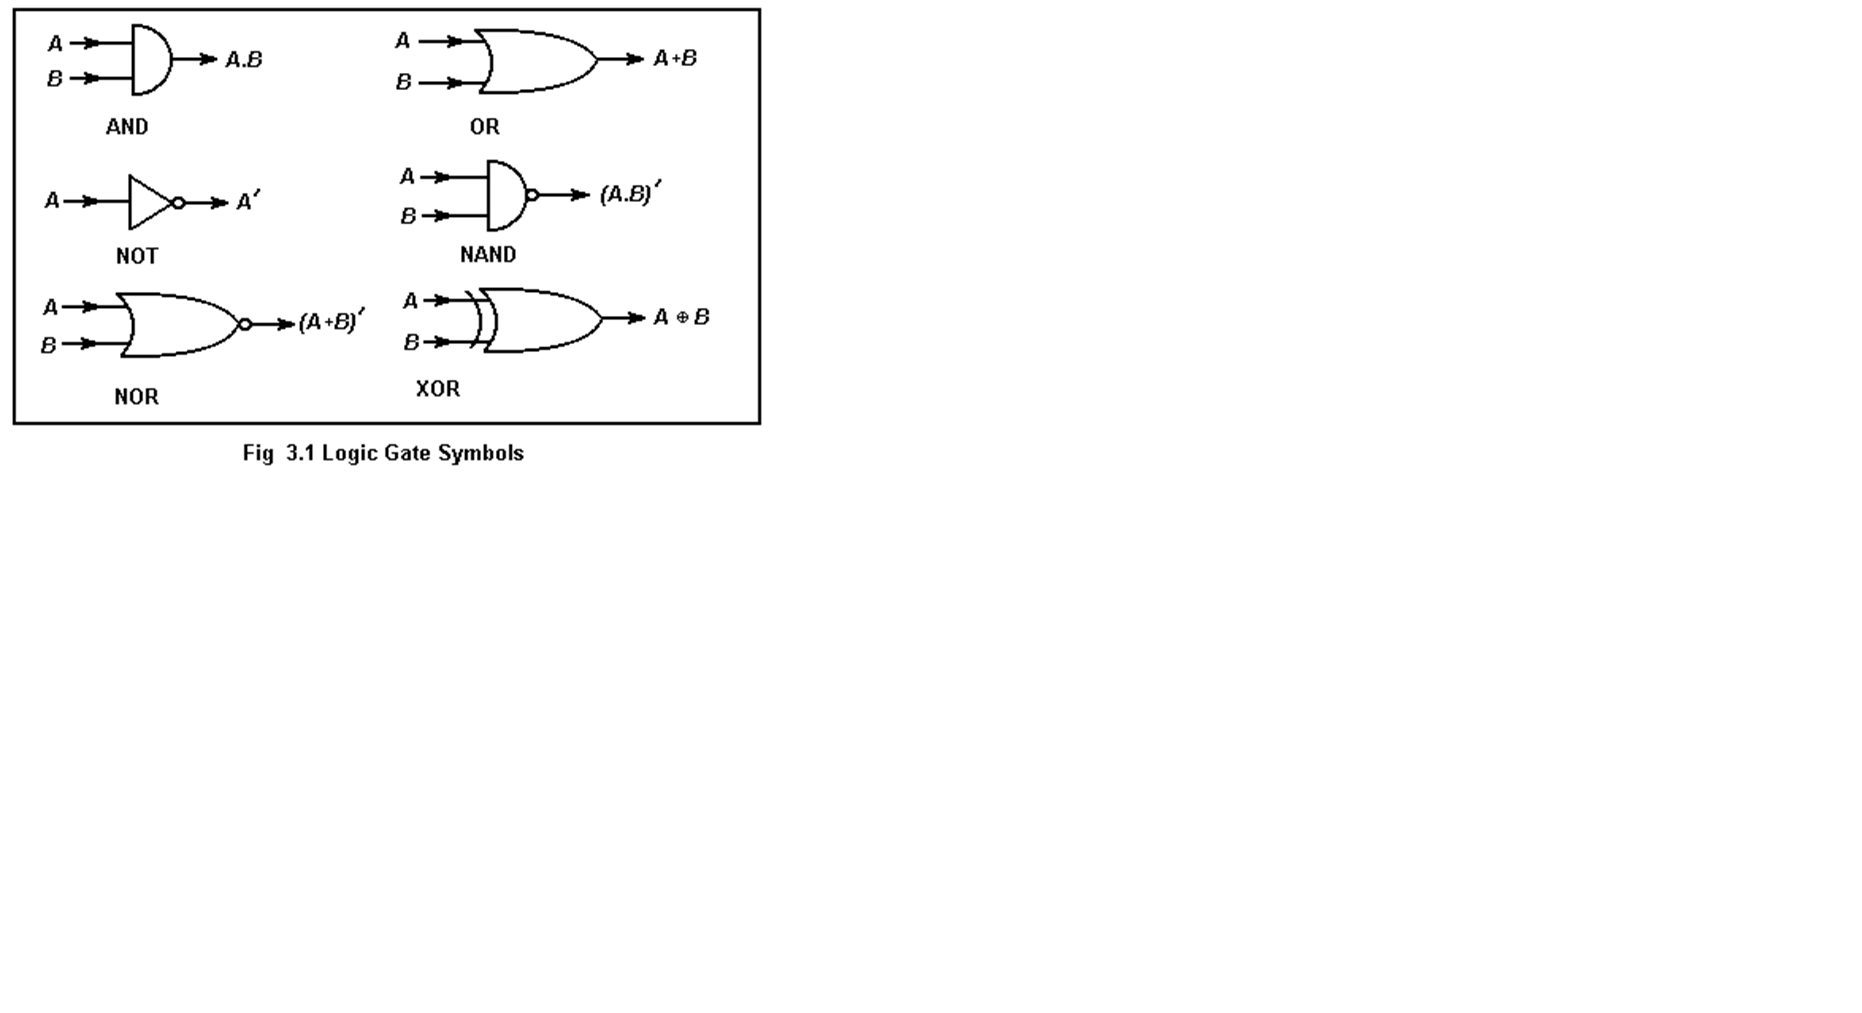 A
B
A.B
AND
A
B
A+B
OR
A
A′
NOT
A
B
(A.B)′
NAND
A
B
(A+B)′
NOR
A
B
A ⊕ B
XOR
Fig 3.1 Logic Gate Symbols